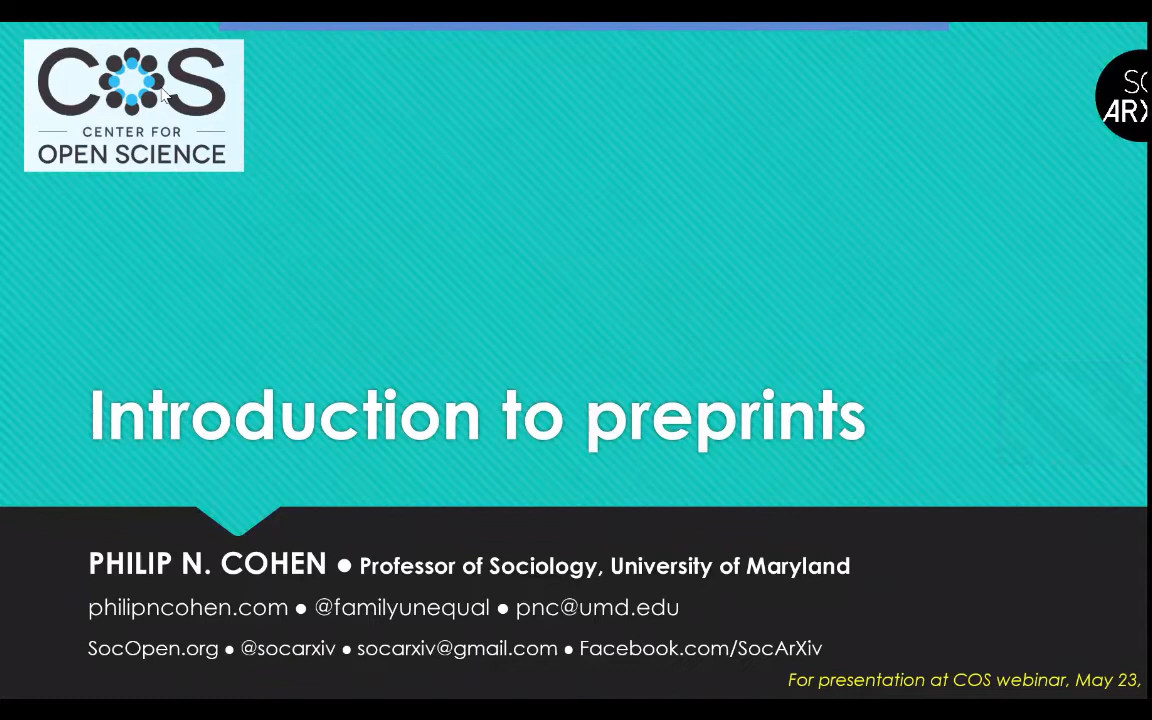 COS
CENTER FOR
OPEN SCIENCE
SO
ARX
Introduction to preprints
PHILIP N. COHEN ● Professor of Sociology, University of Maryland
philipncohen.com ● @familyunequal ● pnc@umd.edu
SocOpen.org ● @socarxiv ● socarxiv@gmail.com ● Facebook.com/SocArXiv
For presentation at COS webinar, May 23,